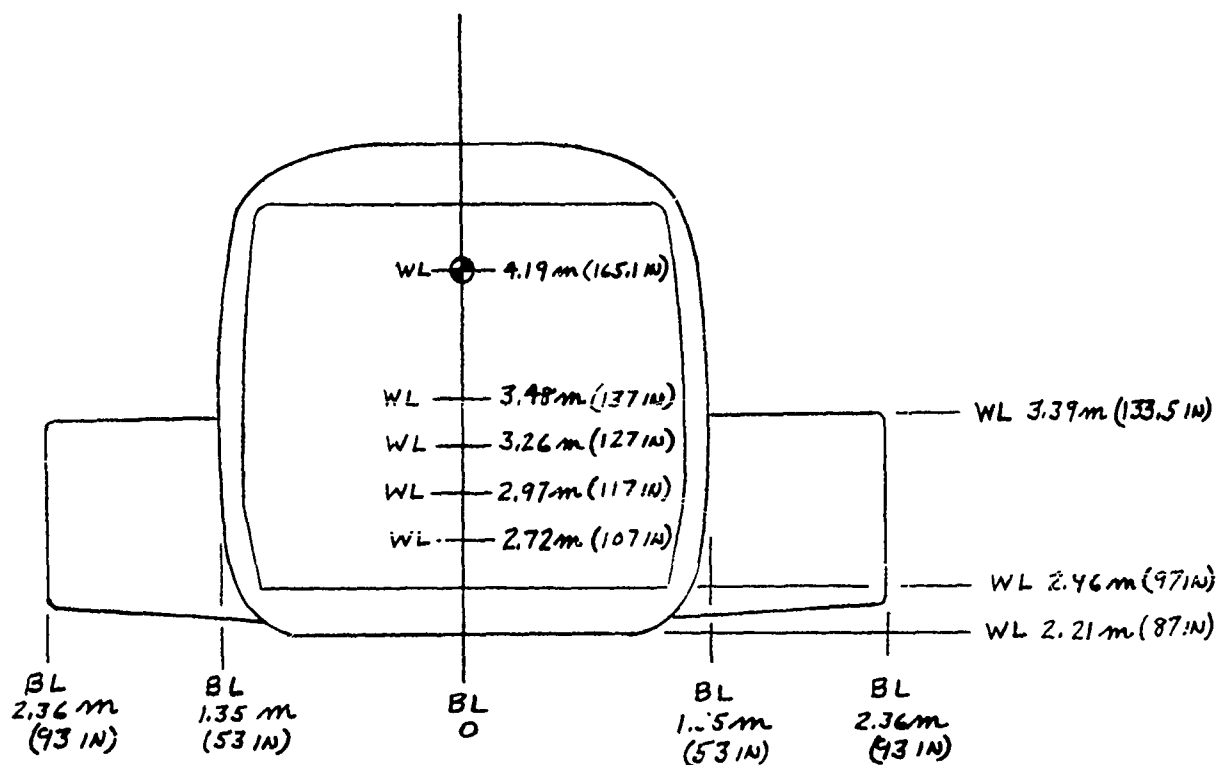 WL 4.19 m (165.1 IN)
WL 3.48 m (137 IN)
WL 3.39 m (133.5 IN)
WL 3.26 m (127 IN)
WL 2.97 m (117 IN)
WL 2.72 m (107 IN)
WL 2.46 m (97 IN)
WL 2.21 m (87 IN)
BL
2.36 m
(93 IN)
BL
1.35 m
(53 IN)
BL
0
BL
(53 IN)
BL
2.36 m
(93 IN)